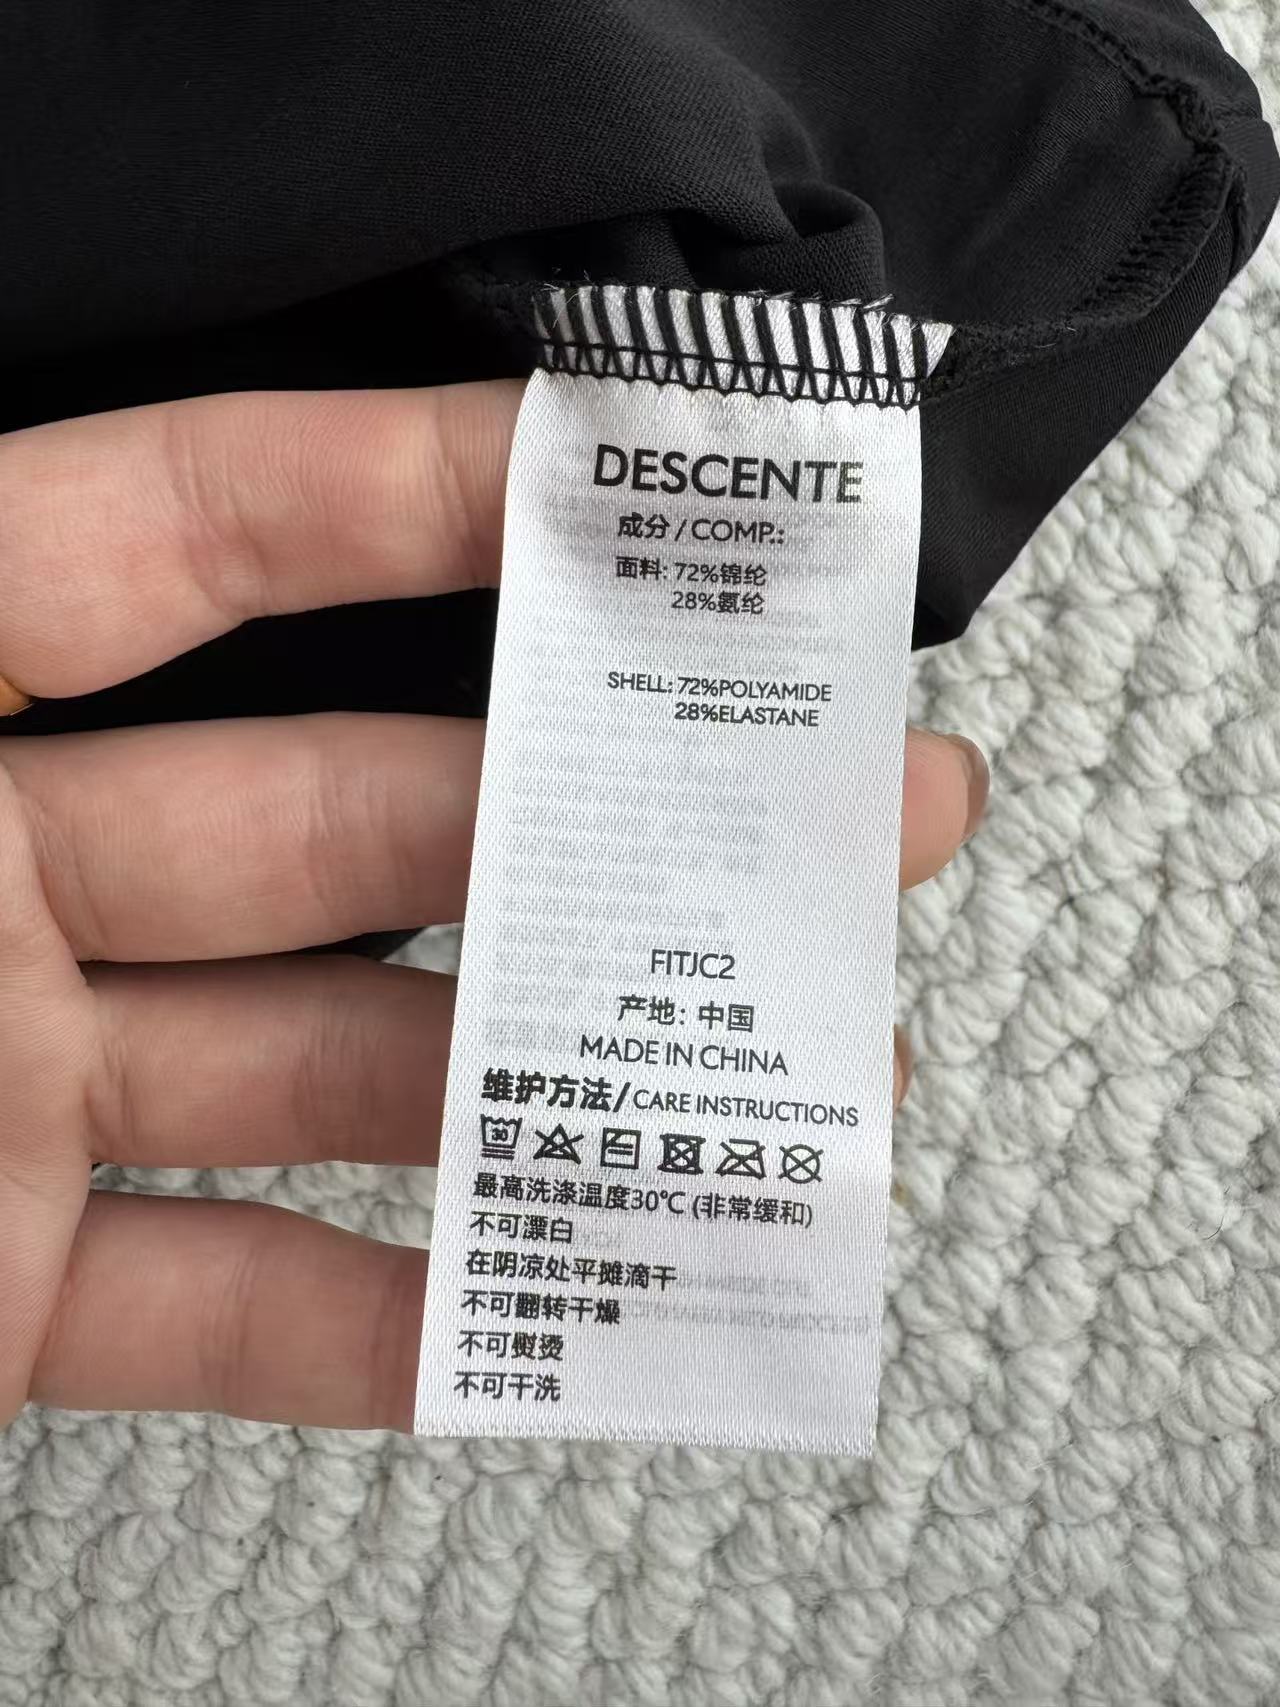 DESCENTE
成分/COMP.:
面料: 72%锦纶
28%氨纶
SHELL: 72%POLYAMIDE
28%ELASTANE
FITJC2
产地: 中国
MADE IN CHINA
维护方法/CARE INSTRUCTIONS
30
最高洗涤温度30℃ (非常缓和)
不可漂白
在阴凉处平摊滴干
不可翻转干燥
不可熨烫
不可干洗